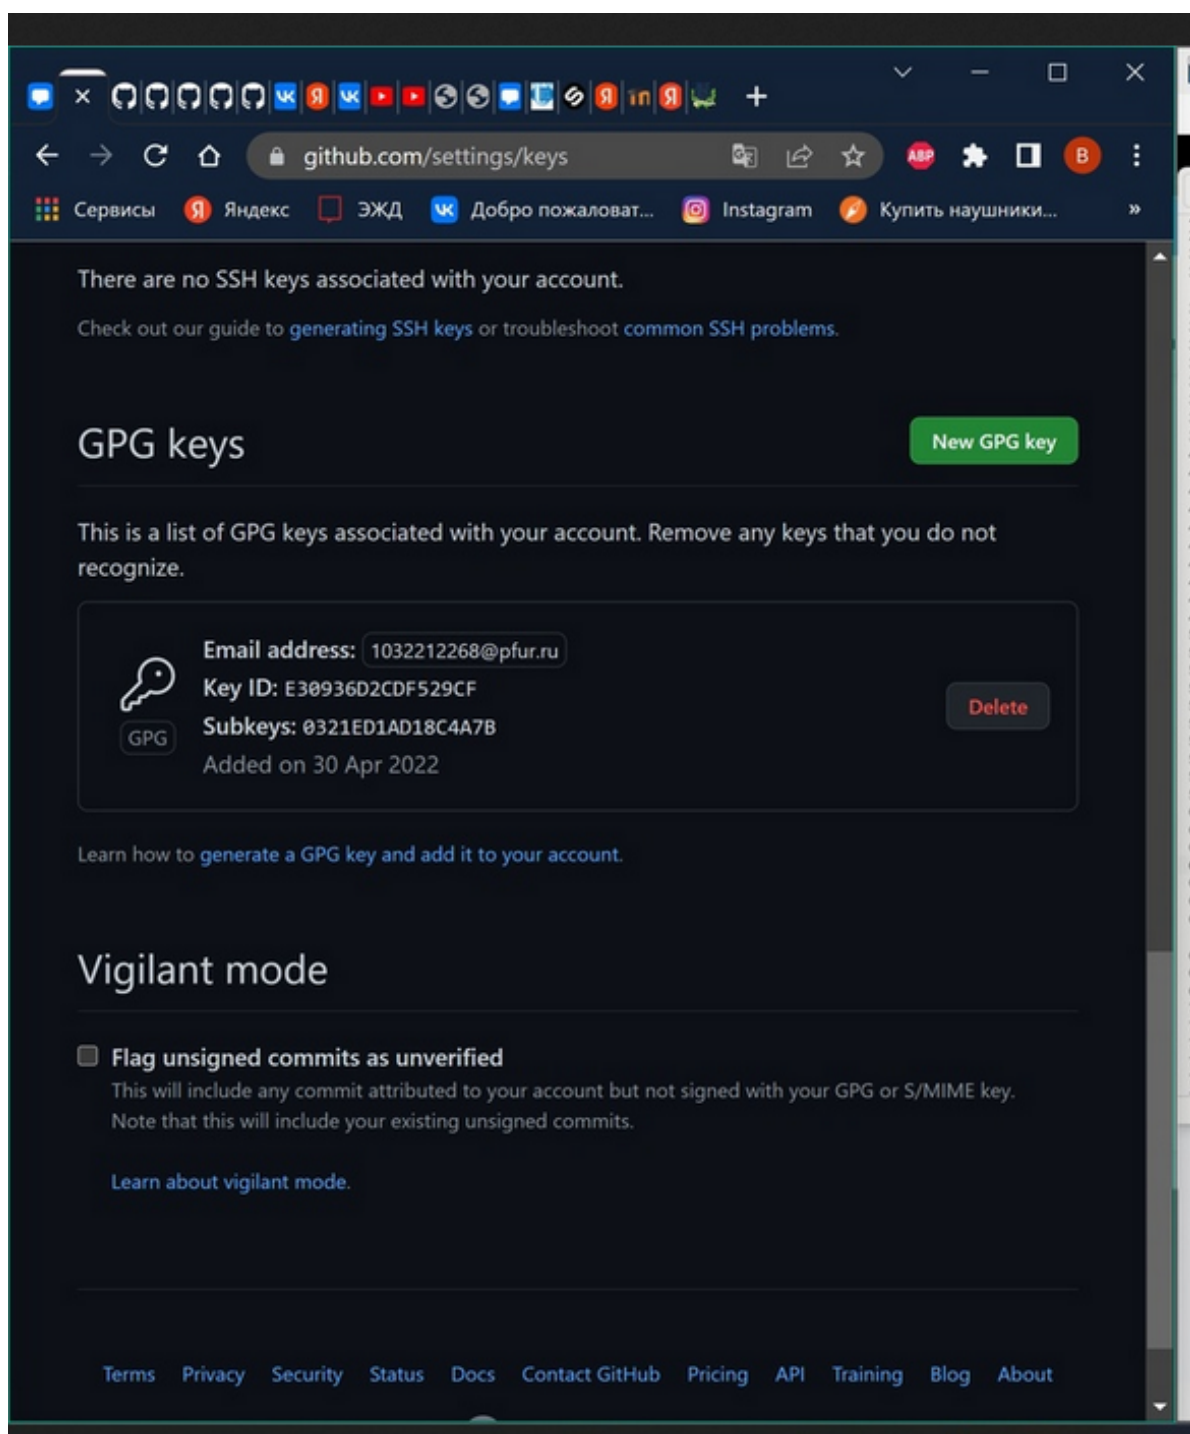 github.com/settings/keys
ABP
B
Сервисы Яндекс ЭЖД Добро пожаловат... Instagram Купить наушники... »
There are no SSH keys associated with your account.
Check out our guide to generating SSH keys or troubleshoot common SSH problems.
GPG keys
New GPG key
This is a list of GPG keys associated with your account. Remove any keys that you do not
recognize.
Email address: 1032212268@pfur.ru
Key ID: E30936D2CDF529CF
Subkeys: 0321ED1AD18C4A7B
Added on 30 Apr 2022
GPG
Delete
Learn how to generate a GPG key and add it to your account.
Vigilant mode
Flag unsigned commits as unverified
This will include any commit attributed to your account but not signed with your GPG or S/MIME key.
Note that this will include your existing unsigned commits.
Learn about vigilant mode.
Terms Privacy Security Status Docs Contact GitHub Pricing API Training Blog About